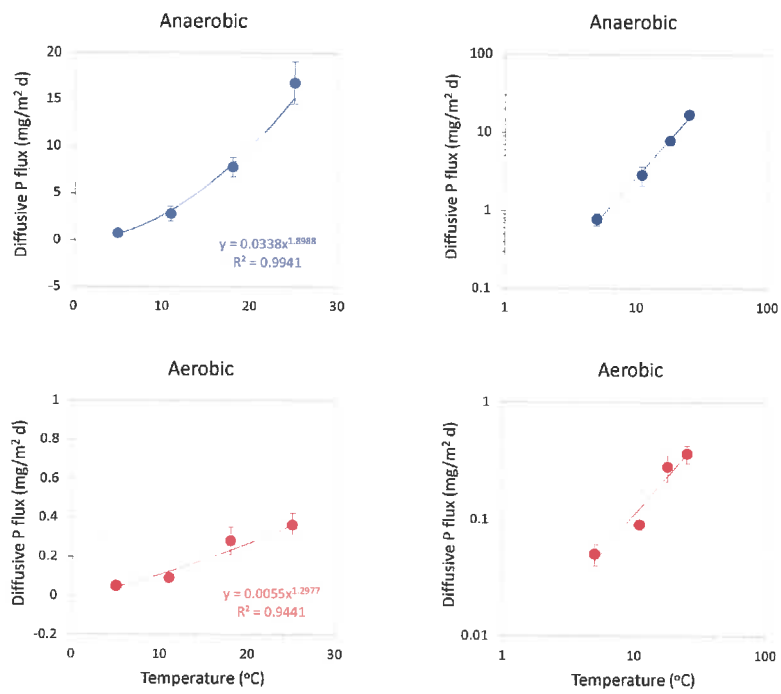 Anaerobic
Diffusive P flux (mg/m² d)
20
15
10
5
0
-5
0 10 20 30
y = 0.0338x^1.8988
R² = 0.9941
Anaerobic
Diffusive P flux (mg/m² d)
100
10
1
0.1
1 10 100
Aerobic
Diffusive P flux (mg/m² d)
1
0.8
0.6
0.4
0.2
0
-0.2
0 10 20 30
y = 0.0055x^1.2977
R² = 0.9441
Temperature (°C)
Aerobic
Diffusive P flux (mg/m² d)
1
0.1
0.01
1 10 100
Temperature (°C)